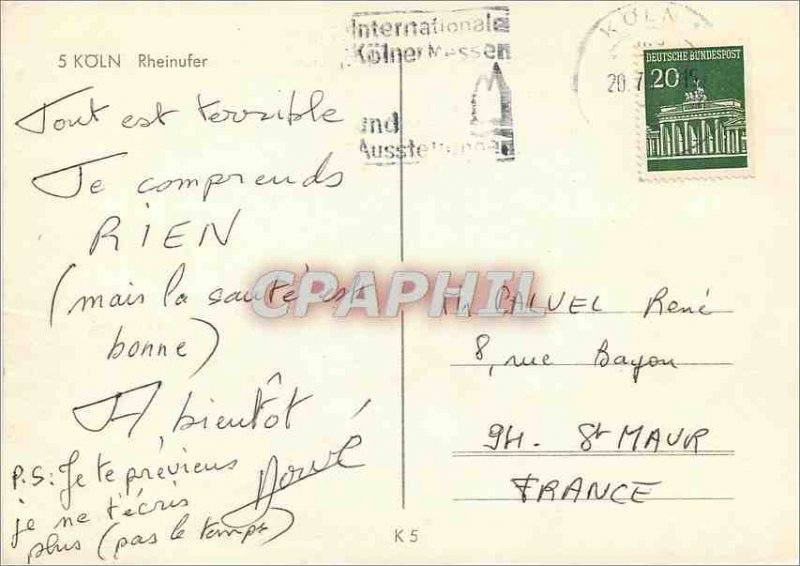 5 KÖLN Rheinufer
Internationale
Kölner Messen
und
Ausstellungen
KÖLN
20.7
DEUTSCHE BUNDESPOST
20
Tout est terrible
Je comprends
RIEN
(mais la santé est
bonne)
A bientôt
Hervé
P.S: Je te préviens
je ne t'écris
plus (pas le temps)
CPAPHIL
Mr CALVEL René
8, rue Bayon
94. St MAUR
FRANCE
K 5